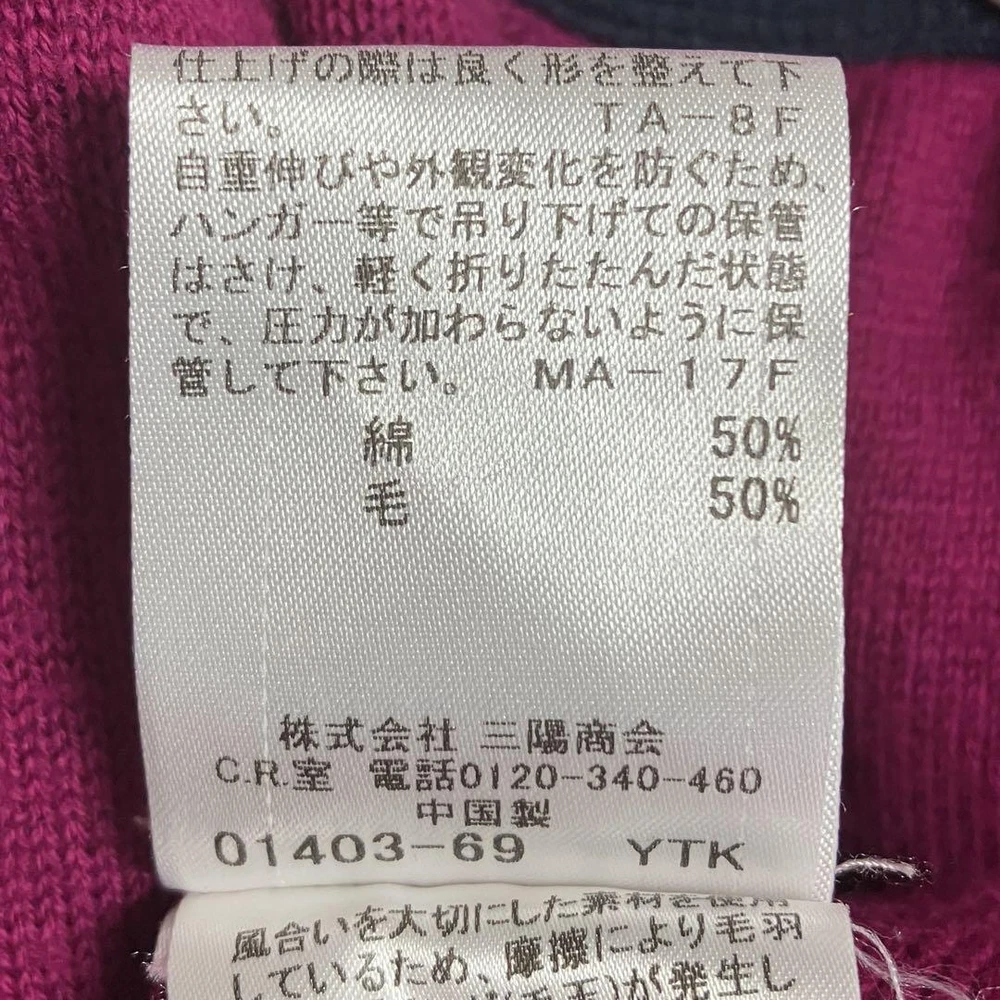 仕上げの際は良く形を整えて下
さい。 TA-8F
自重伸びや外観変化を防ぐため、
ハンガー等で吊り下げての保管
はさけ、軽く折りたたんだ状態
で、圧力が加わらないように保
管して下さい。 MA-17F
綿 50%
毛 50%
株式会社 三陽商会
C.R.室 電話0120-340-460
中国製
01403-69 YTK
風合いを大切にした素材を使用
しているため、摩擦により毛羽
(毛玉)が発生し